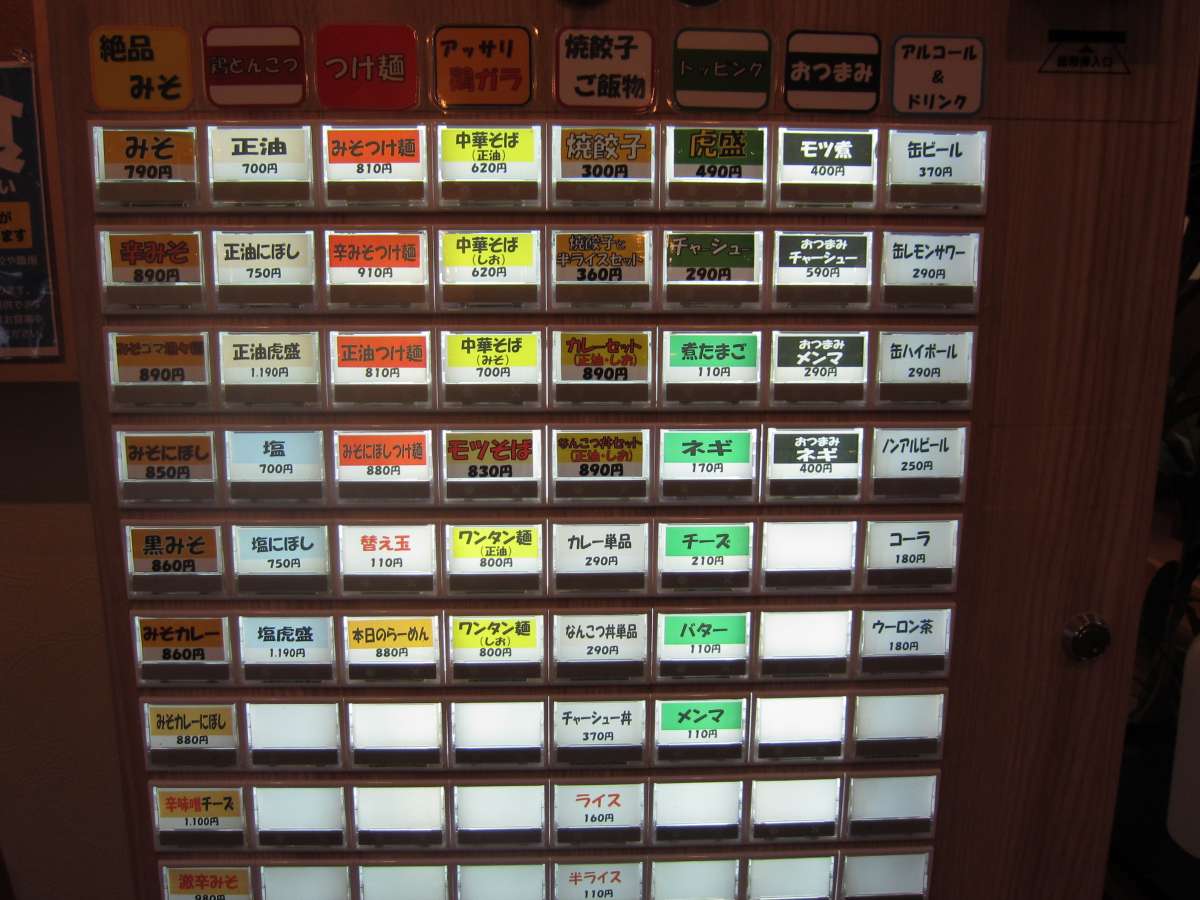 絶品
みそ
鶏とんこつ
つけ麺
アッサリ
鶏ガラ
焼餃子
ご飯物
トッピング
おつまみ
アルコール
&
ドリンク
みそ
790円
正油
700円
みそつけ麺
810円
中華そば
(正油)
620円
焼餃子
300円
虎盛
490円
モツ煮
400円
缶ビール
370円
辛みそ
890円
正油にぼし
750円
辛みそつけ麺
910円
中華そば
(しお)
620円
焼餃子と
半ライスセット
360円
チャーシュー
290円
おつまみ
チャーシュー
590円
缶レモンサワー
290円
みそゴマ担々麺
890円
正油虎盛
1.190円
正油つけ麺
810円
中華そば
(みそ)
700円
カレーセット
(正油・しお)
890円
煮たまご
110円
おつまみ
メンマ
290円
缶ハイボール
290円
みそにぼし
850円
塩
700円
みそにぼしつけ麺
880円
モツそば
830円
なんこつ丼セット
(正油・しお)
890円
ネギ
170円
おつまみ
ネギ
400円
ノンアルビール
250円
黒みそ
860円
塩にぼし
750円
替え玉
110円
ワンタン麺
(正油)
800円
カレー単品
290円
チーズ
210円
コーラ
180円
みそカレー
860円
塩虎盛
1.190円
本日のらーめん
880円
ワンタン麺
(しお)
800円
なんこつ丼単品
290円
バター
110円
ウーロン茶
180円
みそカレーにぼし
880円
チャーシュー丼
370円
メンマ
110円
辛味噌チーズ
1.100円
ライス
160円
激辛みそ
980円
半ライス
110円